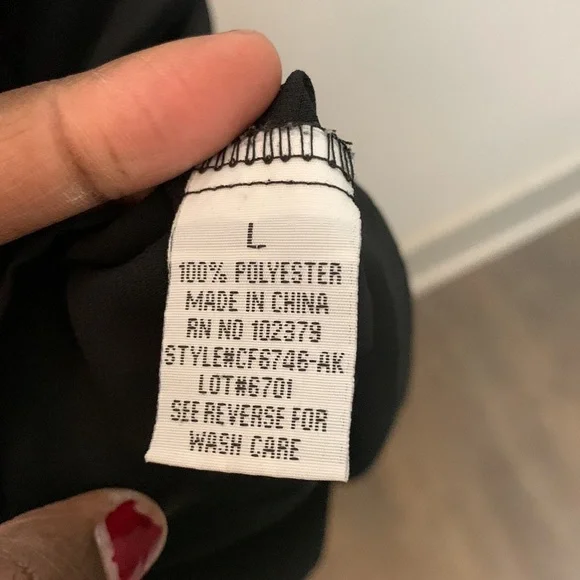 L
100% POLYESTER
MADE IN CHINA
RN NO 102379
STYLE#CF6746-AK
LOT#6701
SEE REVERSE FOR
WASH CARE